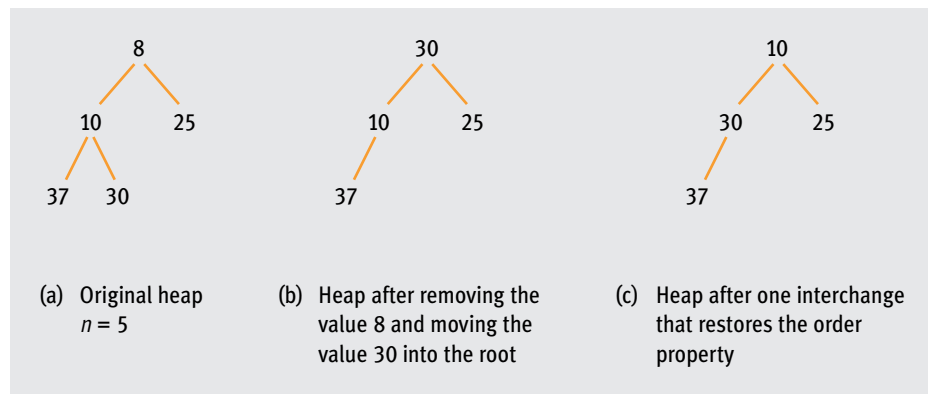 8
30
10
10
25
10
25
30
25
37
30
37
37
(a) Original heap
n = 5
(b) Heap after removing the
value 8 and moving the
value 30 into the root
(c) Heap after one interchange
that restores the order
property